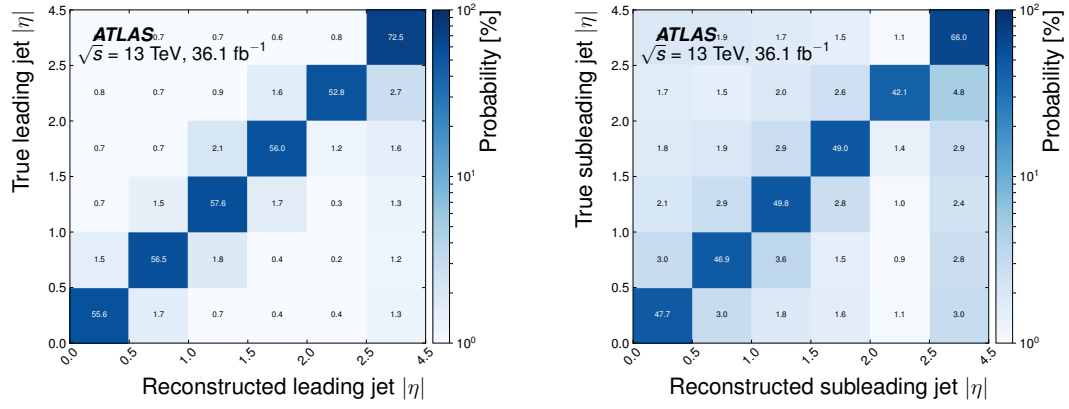 4.5 2.5 2.0 1.5 1.0 0.5 0.0
True leading jet |η|
ATLAS
√s = 13 TeV, 36.1 fb⁻¹
0.7 0.7 0.6 0.8 72.5
0.8 0.7 0.9 1.6 52.8 2.7
0.7 0.7 2.1 56.0 1.2 1.6
0.7 1.5 57.6 1.7 0.3 1.3
1.5 56.5 1.8 0.4 0.2 1.2
55.6 1.7 0.7 0.4 0.4 1.3
0.0 0.5 1.0 1.5 2.0 2.5 4.5
Reconstructed leading jet |η|
10² 10¹ 10⁰
Probability [%]
4.5 2.5 2.0 1.5 1.0 0.5 0.0
True subleading jet |η|
ATLAS
√s = 13 TeV, 36.1 fb⁻¹
1.9 1.7 1.5 1.1 66.0
1.7 1.5 2.0 2.6 42.1 4.8
1.8 1.9 2.9 49.0 1.4 2.9
2.1 2.9 49.8 2.8 1.0 2.4
3.0 46.9 3.6 1.5 0.9 2.8
47.7 3.0 1.8 1.6 1.1 3.0
0.0 0.5 1.0 1.5 2.0 2.5 4.5
Reconstructed subleading jet |η|
10² 10¹ 10⁰
Probability [%]